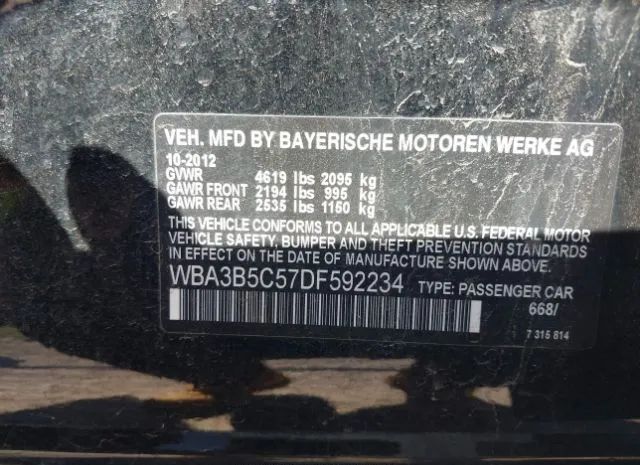 VEH. MFD BY BAYERISCHE MOTOREN WERKE AG
10-2012
GVWR 4619 lbs 2095 kg
GAWR FRONT 2194 lbs 995 kg
GAWR REAR 2535 lbs 1150 kg
THIS VEHICLE CONFORMS TO ALL APPLICABLE U.S. FEDERAL MOTOR
VEHICLE SAFETY, BUMPER AND THEFT PREVENTION STANDARDS
IN EFFECT ON THE DATE OF MANUFACTURE SHOWN ABOVE.
WBA3B5C57DF592234 TYPE: PASSENGER CAR
668/
7 315 814